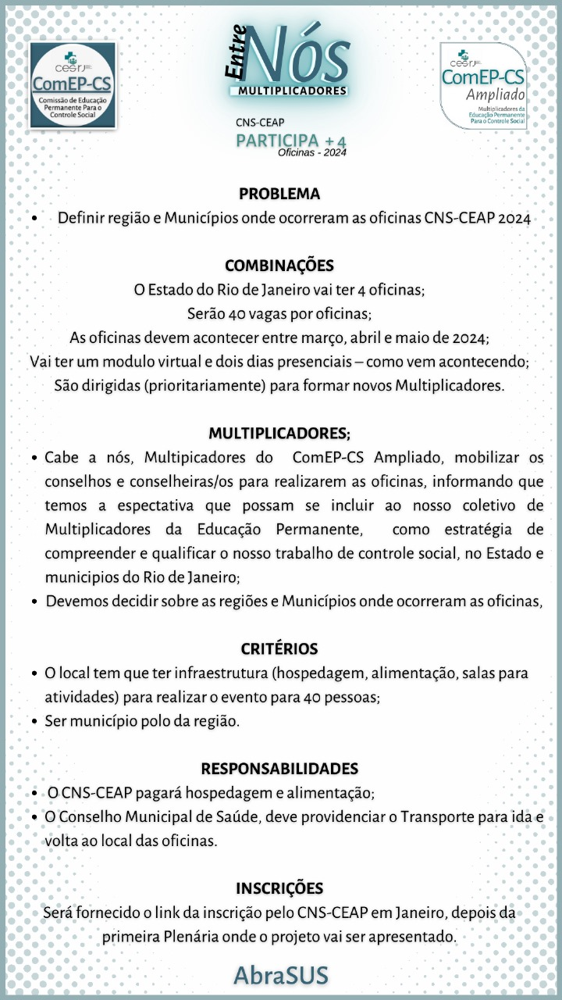 Entre
Nós
MULTIPLICADORES
cesrj
ComEP-CS
Comissão de Educação
Permanente Para o
Controle Social
cesrj
ComEP-CS
Ampliado
Multiplicadores da
Educação Permanente
Para o Controle Social
CNS-CEAP
PARTICIPA +4
Oficinas - 2024
PROBLEMA
• Definir região e Municípios onde ocorreram as oficinas CNS-CEAP 2024
COMBINAÇÕES
O Estado do Rio de Janeiro vai ter 4 oficinas;
Serão 40 vagas por oficinas;
As oficinas devem acontecer entre março, abril e maio de 2024;
Vai ter um modulo virtual e dois dias presenciais – como vem acontecendo;
São dirigidas (prioritariamente) para formar novos Multiplicadores.
MULTIPLICADORES;
• Cabe a nós, Multipicadores do ComEP-CS Ampliado, mobilizar os
conselhos e conselheiras/os para realizarem as oficinas, informando que
temos a espectativa que possam se incluir ao nosso coletivo de
Multiplicadores da Educação Permanente, como estratégia de
compreender e qualificar o nosso trabalho de controle social, no Estado e
municipios do Rio de Janeiro;
• Devemos decidir sobre as regiões e Municípios onde ocorreram as oficinas,
CRITÉRIOS
• O local tem que ter infraestrutura (hospedagem, alimentação, salas para
atividades) para realizar o evento para 40 pessoas;
• Ser município polo da região.
RESPONSABILIDADES
• O CNS-CEAP pagará hospedagem e alimentação;
• O Conselho Municipal de Saúde, deve providenciar o Transporte para ida e
volta ao local das oficinas.
INSCRIÇÕES
Será fornecido o link da inscrição pelo CNS-CEAP em Janeiro, depois da
primeira Plenária onde o projeto vai ser apresentado.
AbraSUS